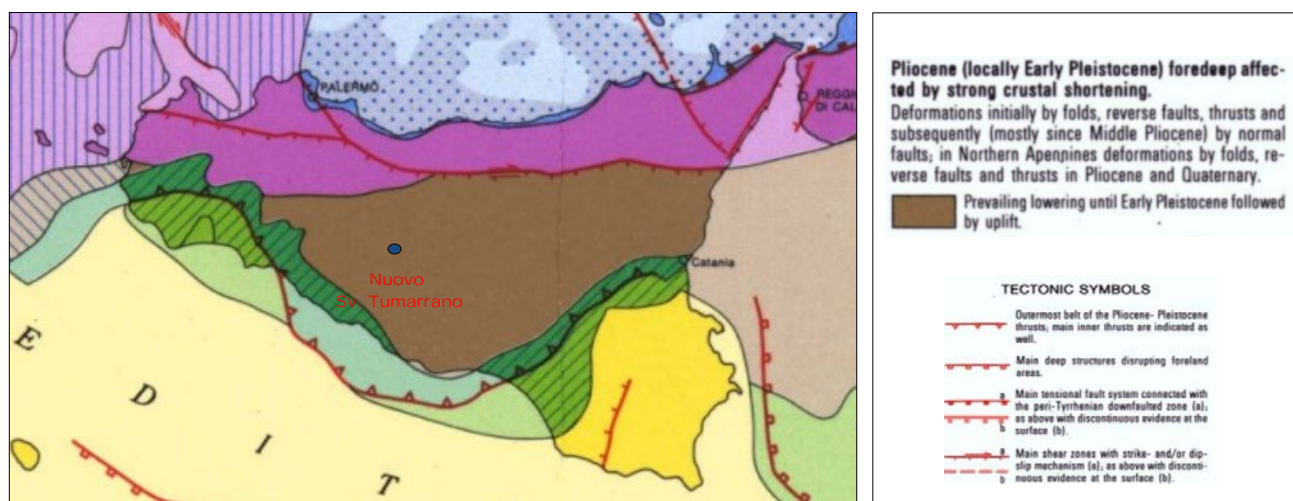 PALERMO
REGGIO
DI CAL
Nuovo
Sv. Tumarrano
Catania
E
D
I
T
Pliocene (locally Early Pleistocene) foredeep affec-
ted by strong crustal shortening.
Deformations initially by folds, reverse faults, thrusts and
subsequently (mostly since Middle Pliocene) by normal
faults; in Northern Apennines deformations by folds, re-
verse faults and thrusts in Pliocene and Quaternary.
Prevailing lowering until Early Pleistocene followed
by uplift.
TECTONIC SYMBOLS
Outermost belt of the Pliocene- Pleistocene
thrusts; main inner thrusts are indicated as
well.
Main deep structures disrupting foreland
areas.
a Main tensional fault system connected with
the peri-Tyrrhenian downfaulted zone (a);
as above with discontinuous evidence at the
b surface (b).
a Main shear zones with strike- and/or dip-
slip mechanism (a); as above with disconti-
b nuous evidence at the surface (b).